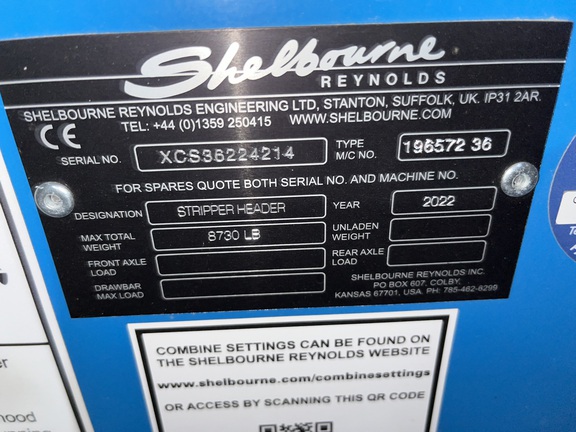 Shelbourne
REYNOLDS
SHELBOURNE REYNOLDS ENGINEERING LTD, STANTON, SUFFOLK, UK. IP31 2AR.
TEL: +44 (0)1359 250415 WWW.SHELBOURNE.COM
CE
SERIAL NO. XCS36224214 TYPE M/C NO. 196572 36
FOR SPARES QUOTE BOTH SERIAL NO. AND MACHINE NO.
DESIGNATION STRIPPER HEADER YEAR 2022
MAX TOTAL WEIGHT 8730 LB UNLADEN WEIGHT
FRONT AXLE LOAD REAR AXLE LOAD
DRAWBAR MAX LOAD
SHELBOURNE REYNOLDS INC.
PO BOX 607, COLBY,
KANSAS 67701, USA. PH: 785-462-6299
COMBINE SETTINGS CAN BE FOUND ON
THE SHELBOURNE REYNOLDS WEBSITE
www.shelbourne.com/combinesettings
OR ACCESS BY SCANNING THIS QR CODE